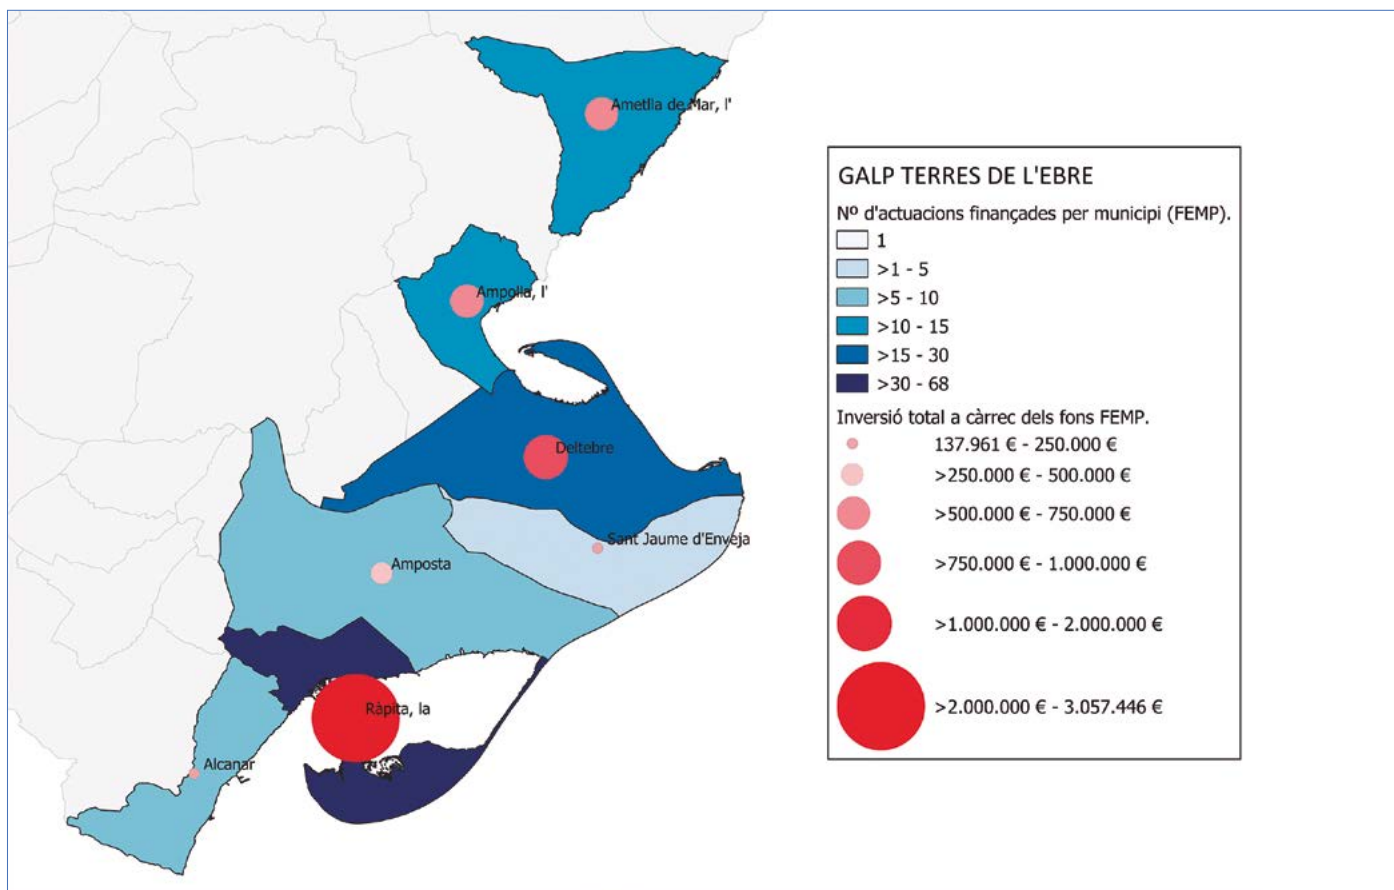 Ametlla de Mar, l'
Ampolla, l'
Deltebre
Sant Jaume d'Enveja
Amposta
Ràpita, la
Alcanar
GALP TERRES DE L'EBRE
Nº d'actuacions finançades per municipi (FEMP).
1
>1 - 5
>5 - 10
>10 - 15
>15 - 30
>30 - 68
Inversió total a càrrec dels fons FEMP.
137.961 € - 250.000 €
>250.000 € - 500.000 €
>500.000 € - 750.000 €
>750.000 € - 1.000.000 €
>1.000.000 € - 2.000.000 €
>2.000.000 € - 3.057.446 €